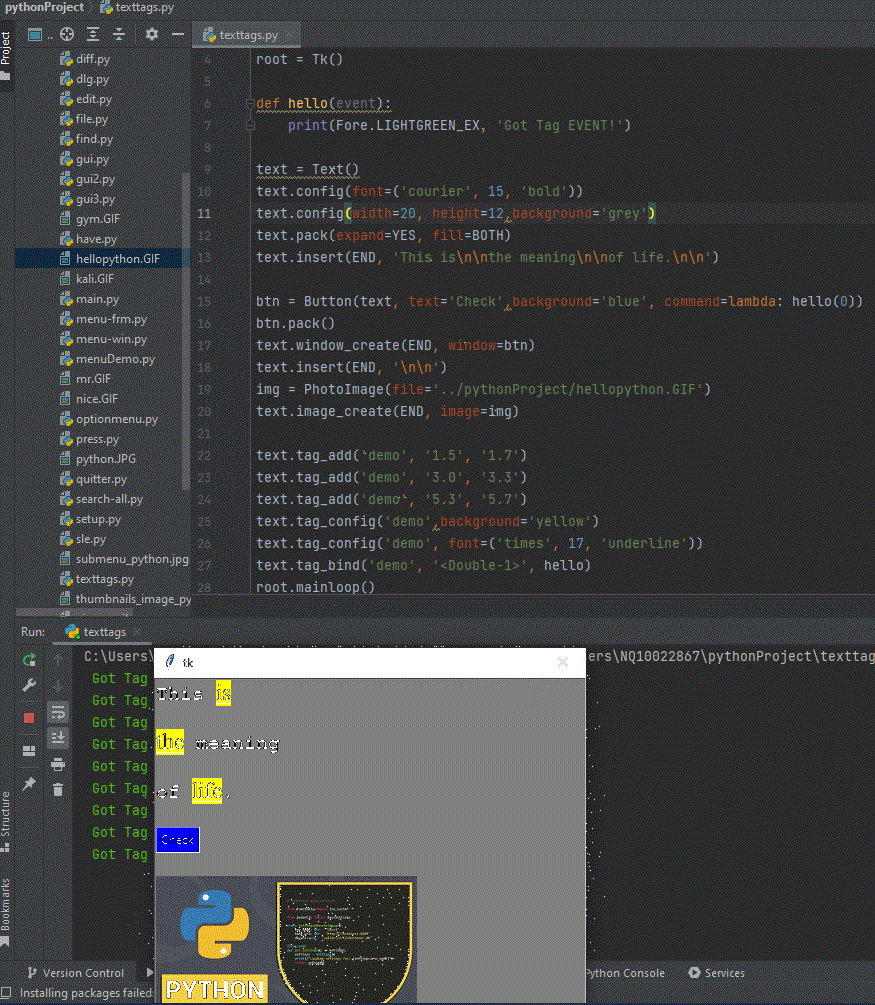 pythonProject texttags.py
Project
texttags.py
diff.py
dlg.py
edit.py
file.py
find.py
gui.py
gui2.py
gui3.py
gym.GIF
have.py
hellopython.GIF
kali.GIF
main.py
menu-frm.py
menu-win.py
menuDemo.py
mr.GIF
nice.GIF
optionmenu.py
press.py
python.JPG
quitter.py
search-all.py
setup.py
sle.py
submenu_python.jpg
texttags.py
thumbnails_image_py
4 root = Tk()
5
6 def hello(event):
7 print(Fore.LIGHTGREEN_EX, 'Got Tag EVENT!')
8
9 text = Text()
10 text.config(font=('courier', 15, 'bold'))
11 text.config(width=20, height=12,background='grey')
12 text.pack(expand=YES, fill=BOTH)
13 text.insert(END, 'This is\n\nthe meaning\n\nof life.\n\n')
14
15 btn = Button(text, text='Check',background='blue', command=lambda: hello(0))
16 btn.pack()
17 text.window_create(END, window=btn)
18 text.insert(END, '\n\n')
19 img = PhotoImage(file='../pythonProject/hellopython.GIF')
20 text.image_create(END, image=img)
21
22 text.tag_add('demo', '1.5', '1.7')
23 text.tag_add('demo', '3.0', '3.3')
24 text.tag_add('demo', '5.3', '5.7')
25 text.tag_config('demo',background='yellow')
26 text.tag_config('demo', font=('times', 17, 'underline'))
27 text.tag_bind('demo', '<Double-1>', hello)
28 root.mainloop()
Run: texttags
C:\Users\ ers\NQ10022867\pythonProject\texttag
Got Tag
Got Tag
Got Tag
Got Tag
Got Tag
Got Tag
Got Tag
Got Tag
Got Tag
tk
This is
the meaning
of life.
Check
PYTHON
Structure
Bookmarks
Version Control Python Console Services
Installing packages failed: